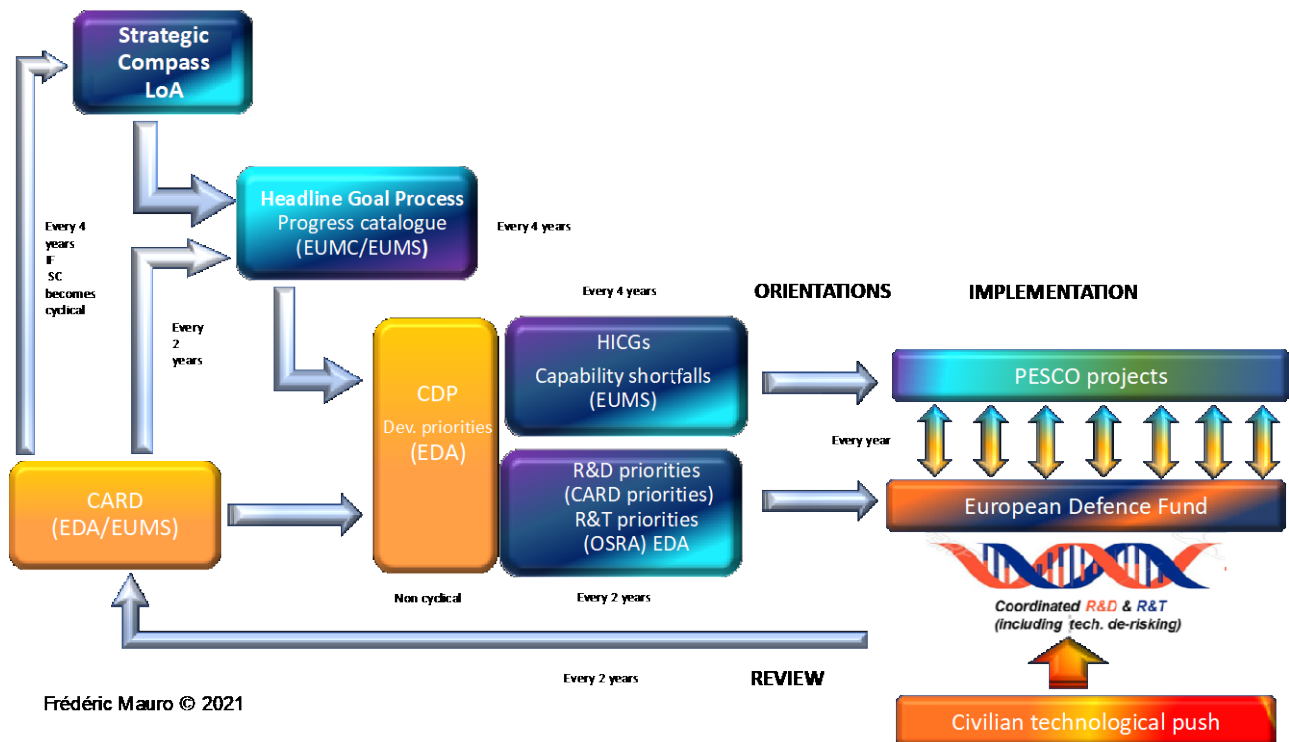 Strategic
Compass
LoA
Headline Goal Process
Progress catalogue
(EUMC/EUMS)
Every 4 years
Every 4
years
IF
SC
becomes
cyclical
Every
2
years
Every 4 years
ORIENTATIONS
IMPLEMENTATION
CDP
Dev. priorities
(EDA)
HICGs
Capability shortfalls
(EUMS)
PESCO projects
Every year
CARD
(EDA/EUMS)
R&D priorities
(CARD priorities)
R&T priorities
(OSRA) EDA
European Defence Fund
Non cyclical
Every 2 years
Coordinated R&D & R&T
(including tech. de-risking)
Every 2 years
REVIEW
Frédéric Mauro © 2021
Civilian technological push